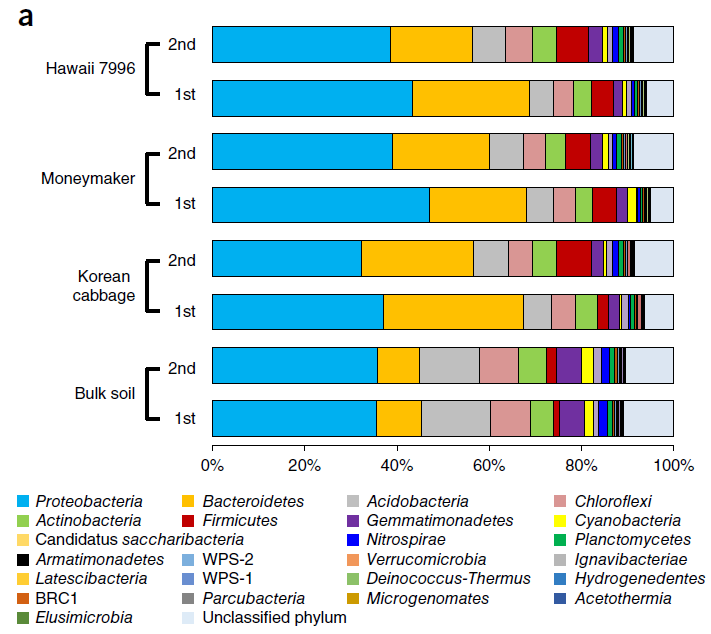 a
Hawaii 7996
2nd
1st
Moneymaker
2nd
1st
Korean
cabbage
2nd
1st
Bulk soil
2nd
1st
0% 20% 40% 60% 80% 100%
Proteobacteria Bacteroidetes Acidobacteria Chloroflexi
Actinobacteria Firmicutes Gemmatimonadetes Cyanobacteria
Candidatus saccharibacteria Nitrospirae Planctomycetes
Armatimonadetes WPS-2 Verrucomicrobia Ignavibacteriae
Latescibacteria WPS-1 Deinococcus-Thermus Hydrogenedentes
BRC1 Parcubacteria Microgenomates Acetothermia
Elusimicrobia Unclassified phylum